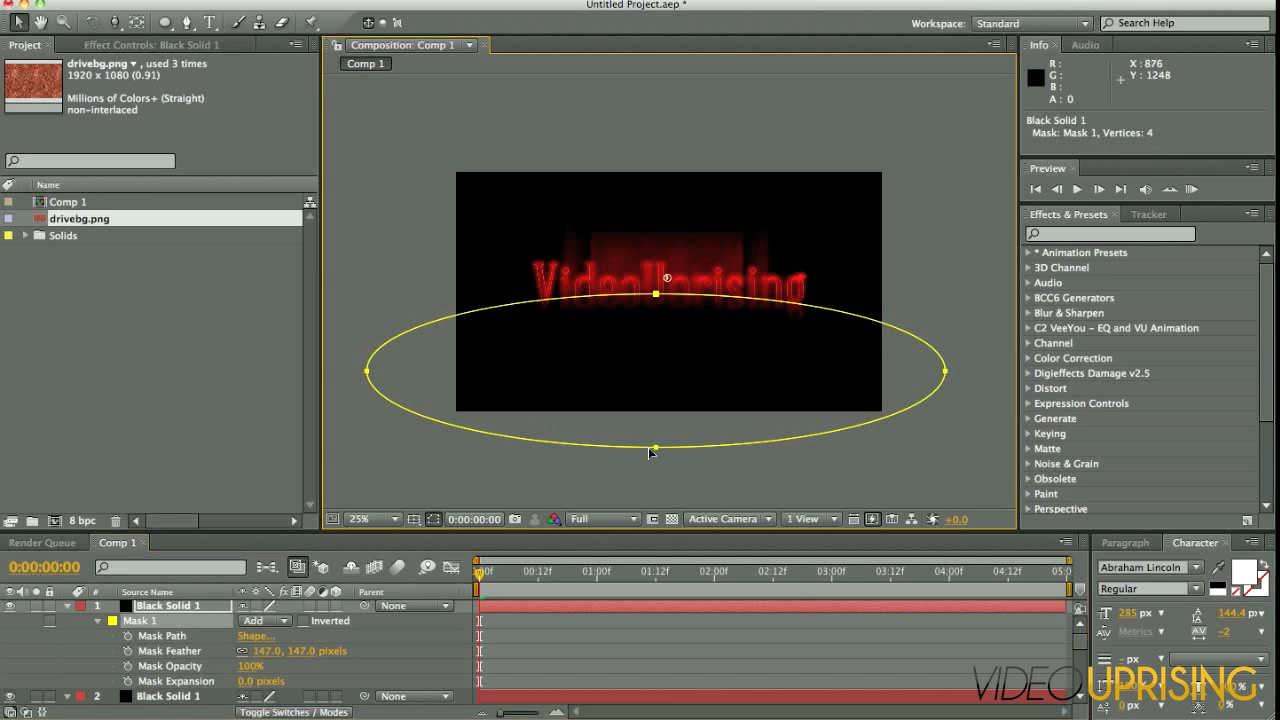 Untitled Project.aep *
Workspace: Standard
Search Help
Project
Effect Controls: Black Solid 1
Composition: Comp 1
Info
Audio
drivebg.png ▾ , used 3 times
1920 x 1080 (0.91)
Millions of Colors+ (Straight)
non-interlaced
Comp 1
R :
G :
B :
A : 0
X : 876
Y : 1248
Black Solid 1
Mask: Mask 1, Vertices: 4
Preview
Effects & Presets
Tracker
Name
Comp 1
drivebg.png
Solids
VideoUprising
* Animation Presets
3D Channel
Audio
BCC6 Generators
Blur & Sharpen
C2 VeeYou - EQ and VU Animation
Channel
Color Correction
Digieffects Damage v2.5
Distort
Expression Controls
Generate
Keying
Matte
Noise & Grain
Obsolete
Paint
Perspective
8 bpc
25%
0:00:00:00
Full
Active Camera
1 View
+0.0
Render Queue
Comp 1
Paragraph
Character
0:00:00:00
00:12f
01:00f
01:12f
02:00f
02:12f
03:00f
03:12f
04:00f
04:12f
Abraham Lincoln
Regular
# Source Name
Parent
1 Black Solid 1
None
Mask 1
Add
Inverted
Mask Path
Shape...
Mask Feather
147.0, 147.0 pixels
Mask Opacity
100%
Mask Expansion
0.0 pixels
2 Black Solid 1
None
285 px
144.4
Metrics
-2
- px
0 px
0 %
Toggle Switches / Modes
VIDEO UPRISING